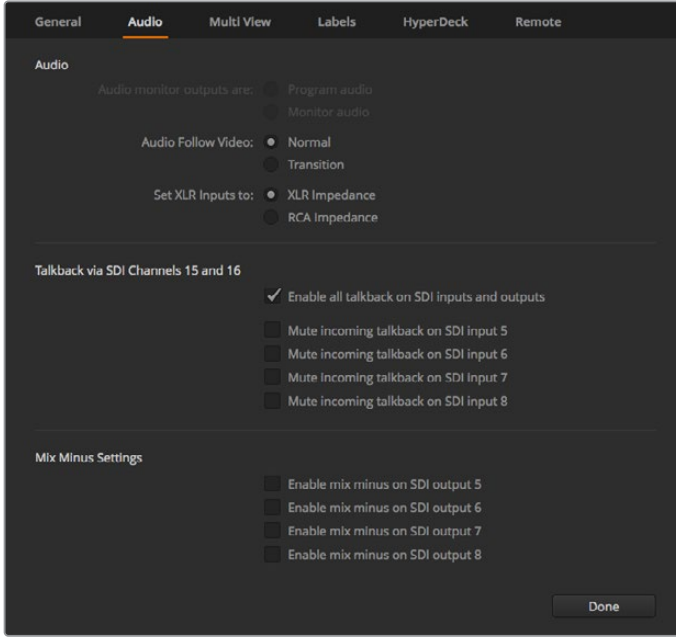 General Audio Multi View Labels HyperDeck Remote
Audio
Audio monitor outputs are: Program audio
Monitor audio
Audio Follow Video: Normal
Transition
Set XLR Inputs to: XLR Impedance
RCA Impedance
Talkback via SDI Channels 15 and 16
Enable all talkback on SDI inputs and outputs
Mute incoming talkback on SDI input 5
Mute incoming talkback on SDI input 6
Mute incoming talkback on SDI input 7
Mute incoming talkback on SDI input 8
Mix Minus Settings
Enable mix minus on SDI output 5
Enable mix minus on SDI output 6
Enable mix minus on SDI output 7
Enable mix minus on SDI output 8
Done